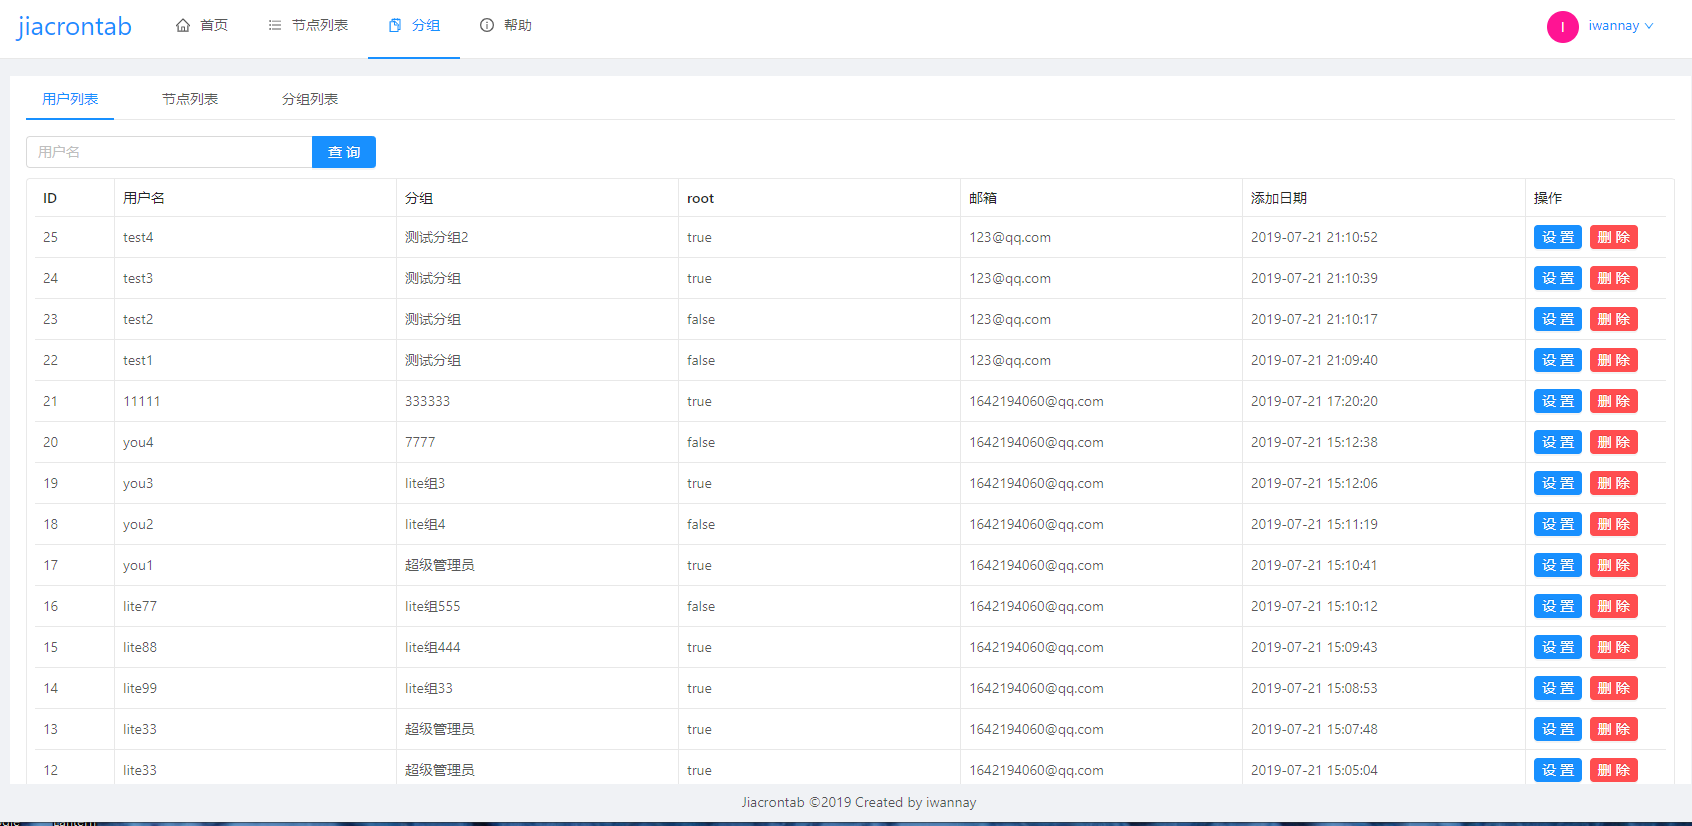 jiacrontab 首页 节点列表 分组 帮助 I iwannay
用户列表 节点列表 分组列表
用户名 查 询
ID 用户名 分组 root 邮箱 添加日期 操作
25 test4 测试分组2 true 123@qq.com 2019-07-21 21:10:52 设 置 删 除
24 test3 测试分组 true 123@qq.com 2019-07-21 21:10:39 设 置 删 除
23 test2 测试分组 false 123@qq.com 2019-07-21 21:10:17 设 置 删 除
22 test1 测试分组 false 123@qq.com 2019-07-21 21:09:40 设 置 删 除
21 11111 333333 true 1642194060@qq.com 2019-07-21 17:20:20 设 置 删 除
20 you4 7777 false 1642194060@qq.com 2019-07-21 15:12:38 设 置 删 除
19 you3 lite组3 true 1642194060@qq.com 2019-07-21 15:12:06 设 置 删 除
18 you2 lite组4 false 1642194060@qq.com 2019-07-21 15:11:19 设 置 删 除
17 you1 超级管理员 true 1642194060@qq.com 2019-07-21 15:10:41 设 置 删 除
16 lite77 lite组555 false 1642194060@qq.com 2019-07-21 15:10:12 设 置 删 除
15 lite88 lite组444 true 1642194060@qq.com 2019-07-21 15:09:43 设 置 删 除
14 lite99 lite组33 true 1642194060@qq.com 2019-07-21 15:08:53 设 置 删 除
13 lite33 超级管理员 true 1642194060@qq.com 2019-07-21 15:07:48 设 置 删 除
12 lite33 超级管理员 true 1642194060@qq.com 2019-07-21 15:05:04 设 置 删 除
Jiacrontab ©2019 Created by iwannay